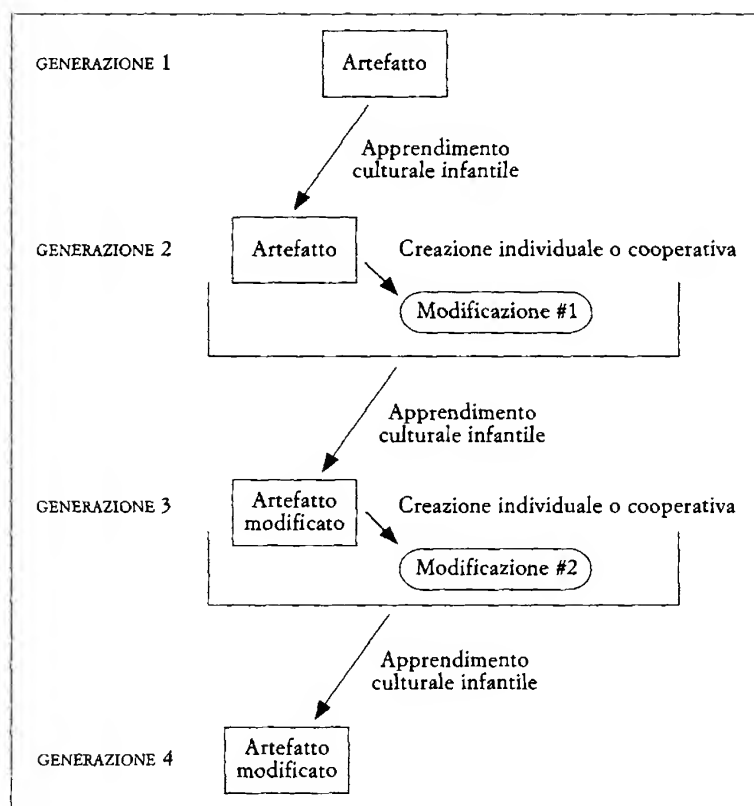 GENERAZIONE 1
Artefatto
Apprendimento
culturale infantile
GENERAZIONE 2
Artefatto
Creazione individuale o cooperativa
Modificazione #1
Apprendimento
culturale infantile
GENERAZIONE 3
Artefatto
modificato
Creazione individuale o cooperativa
Modificazione #2
Apprendimento
culturale infantile
GENERAZIONE 4
Artefatto
modificato